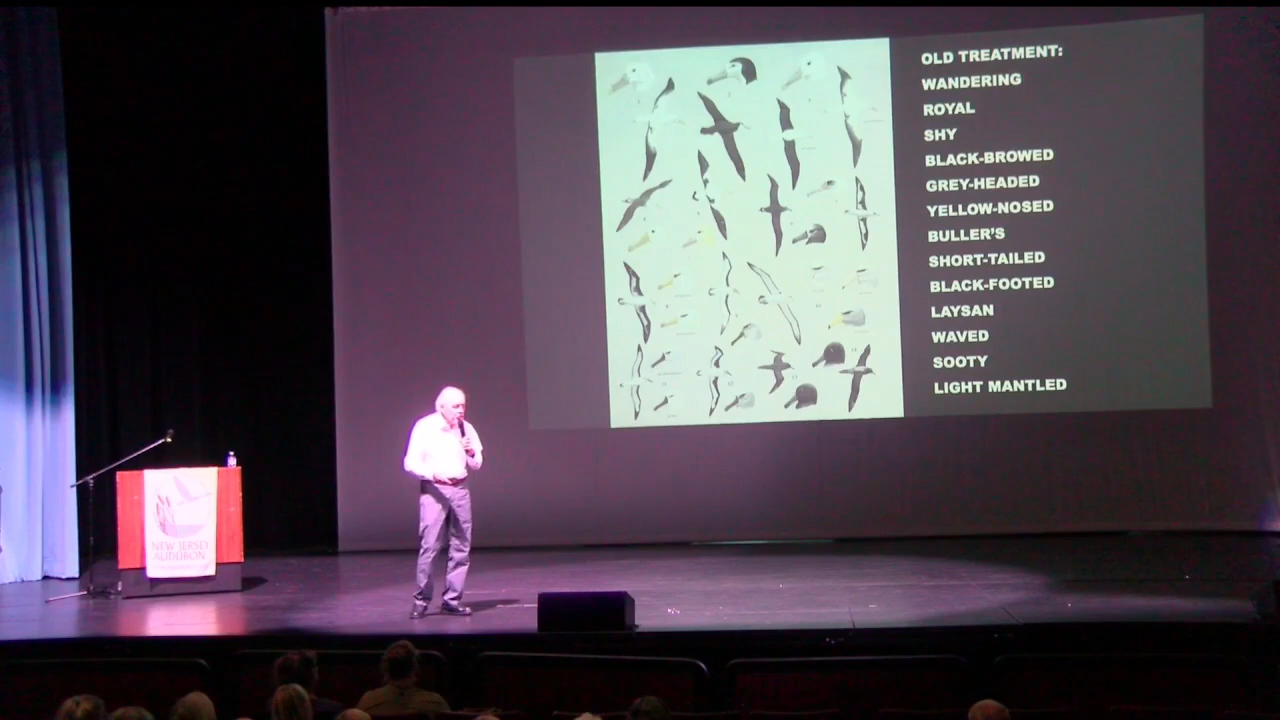 OLD TREATMENT:
WANDERING
ROYAL
SHY
BLACK-BROWED
GREY-HEADED
YELLOW-NOSED
BULLER'S
SHORT-TAILED
BLACK-FOOTED
LAYSAN
WAVED
SOOTY
LIGHT MANTLED
NEW JERSEY
AUDUBON